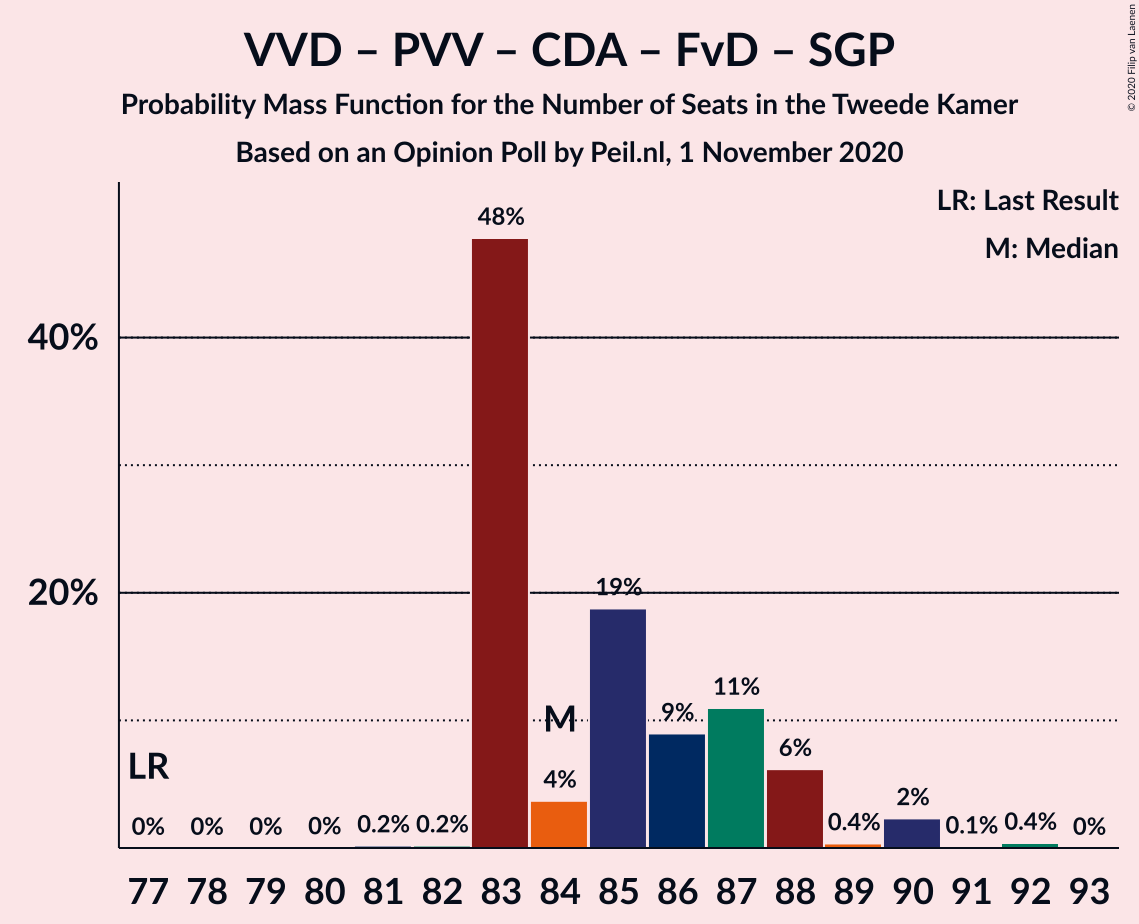 VVD – PVV – CDA – FvD – SGP
Probability Mass Function for the Number of Seats in the Tweede Kamer
Based on an Opinion Poll by Peil.nl, 1 November 2020
© 2020 Filip van Laenen
LR: Last Result
M: Median
48%
40%
20%
19%
11%
M
9%
6%
LR
4%
2%
0% 0% 0% 0% 0.2% 0.2% 0.4% 0.1% 0.4% 0%
77 78 79 80 81 82 83 84 85 86 87 88 89 90 91 92 93